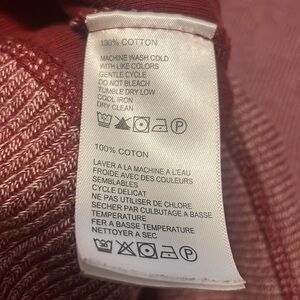 100% COTTON
MACHINE WASH COLD
WITH LIKE COLORS
GENTLE CYCLE
DO NOT BLEACH
TUMBLE DRY LOW
COOL IRON
DRY CLEAN
100% COTON
LAVER A LA MACHINE A L'EAU
FROIDE AVEC DES COULEURS
SEMBLABLES
CYCLE DELICAT
NE PAS UTILISER DE CHLORE
SECHER PAR CULBUTAGE A BASSE
TEMPERATURE
FER A BASSE TEMPERATURE
NETTOYER A SEC